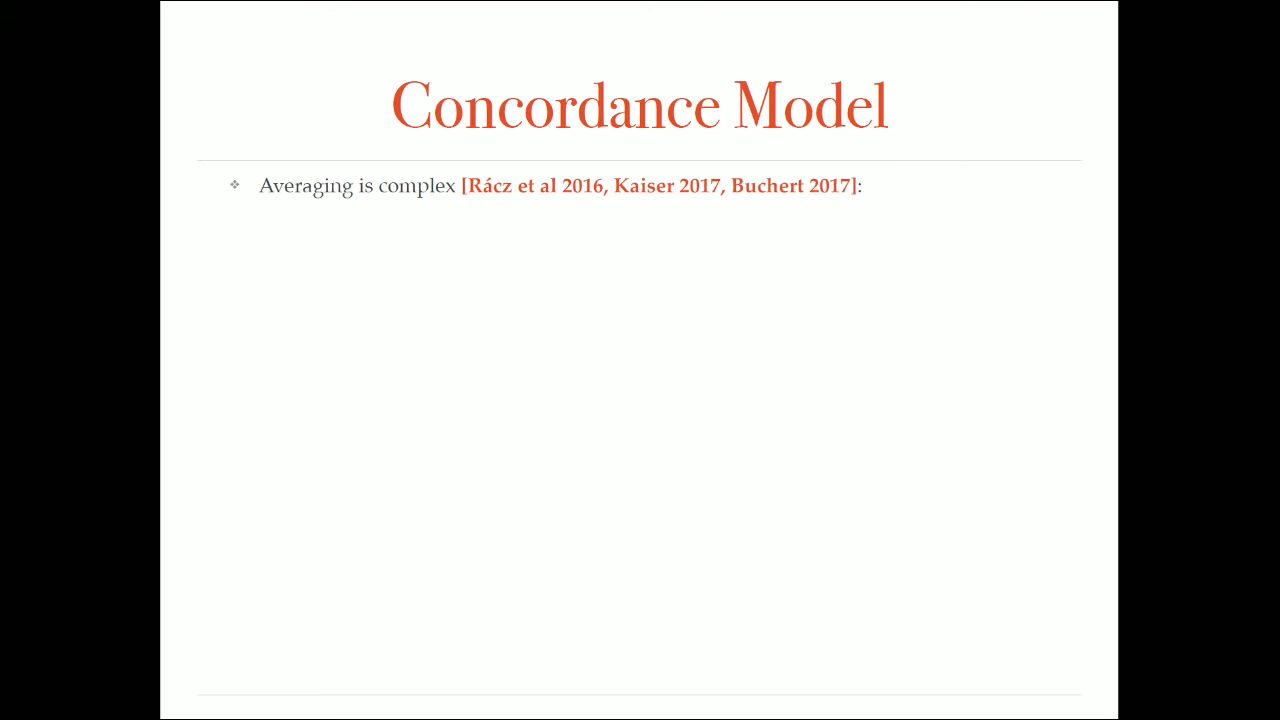 Concordance Model
❖ Averaging is complex [Rácz et al 2016, Kaiser 2017, Buchert 2017]: